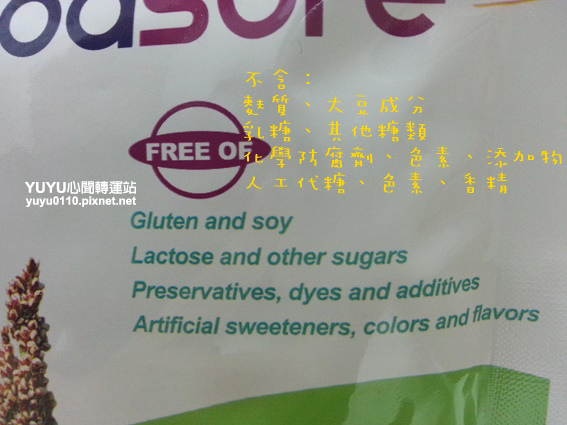 不含：
麩質、大豆成分
乳糖、其他糖類
化學防腐劑、色素、添加物
人工代糖、色素、香精
FREE OF
YUYU心聞轉運站
yuyu0110.pixnet.net
Gluten and soy
Lactose and other sugars
Preservatives, dyes and additives
Artificial sweeteners, colors and flavors